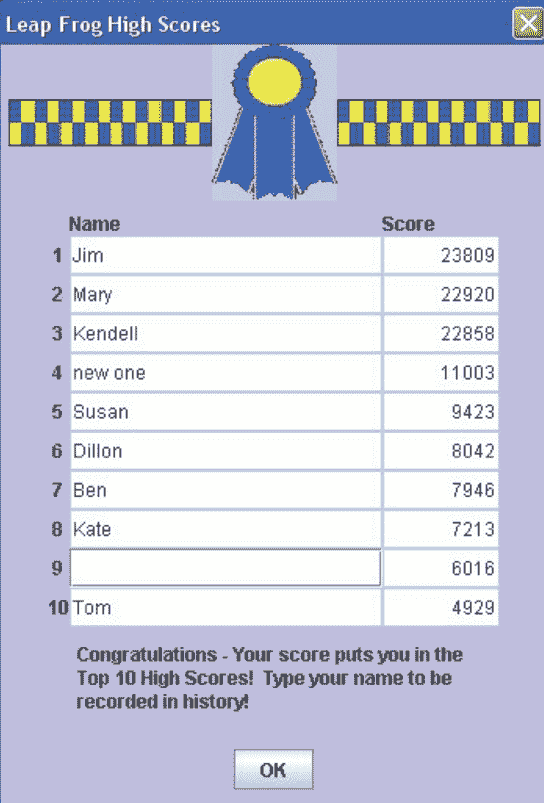 Leap Frog High Scores
Name Score
1 Jim 23809
2 Mary 22920
3 Kendell 22858
4 new one 11003
5 Susan 9423
6 Dillon 8042
7 Ben 7946
8 Kate 7213
9 6016
10 Tom 4929
Congratulations - Your score puts you in the
Top 10 High Scores! Type your name to be
recorded in history!
OK